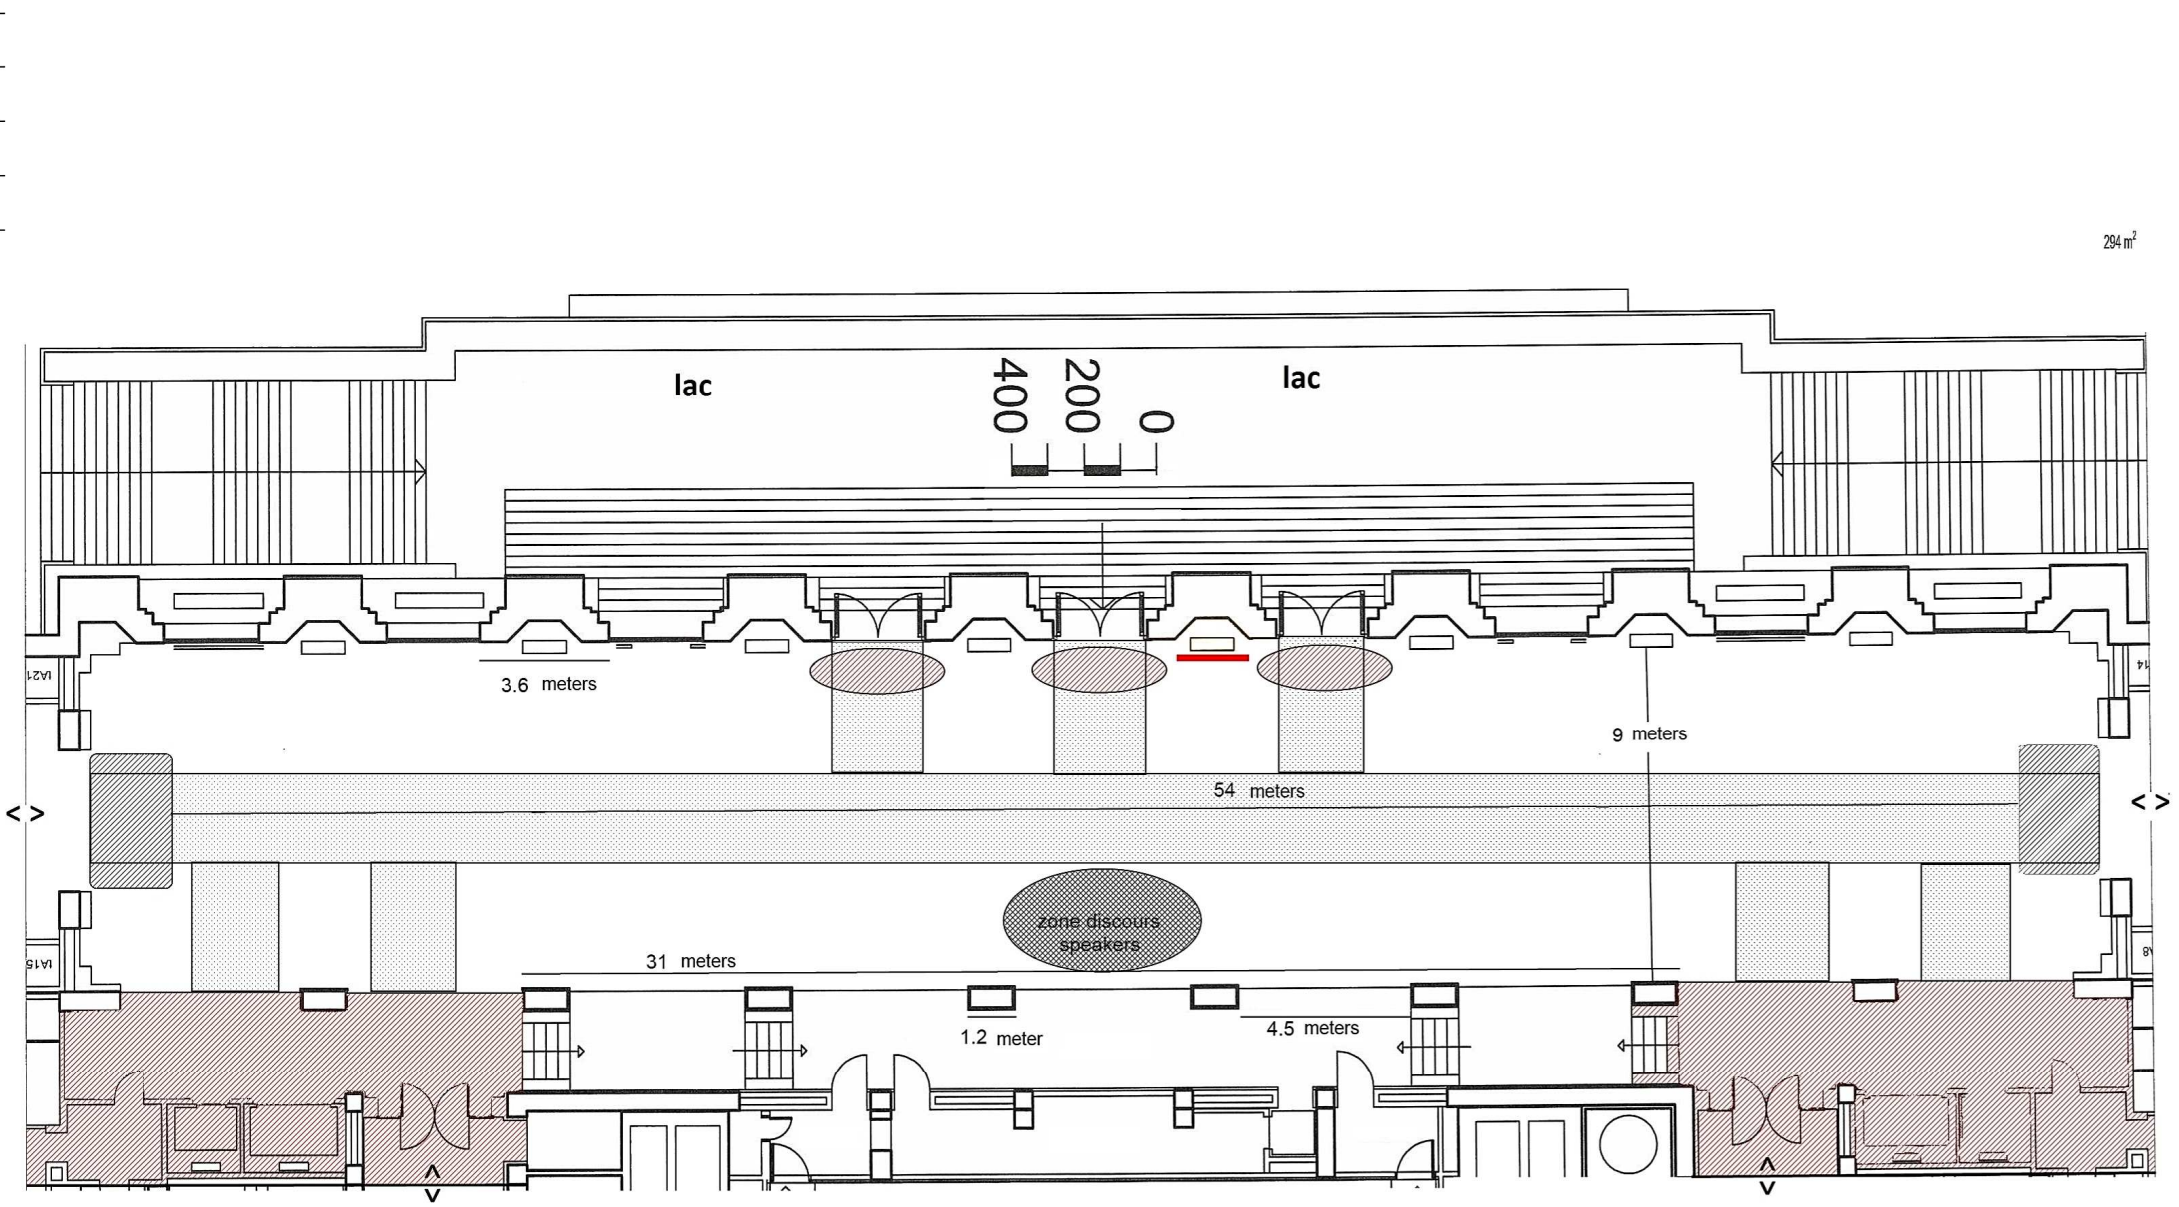 294 m²
lac
lac
400
200
0
3.6 meters
9 meters
54 meters
< >
< >
zone discours
speakers
31 meters
1.2 meter
4.5 meters
IA21
14
IA15